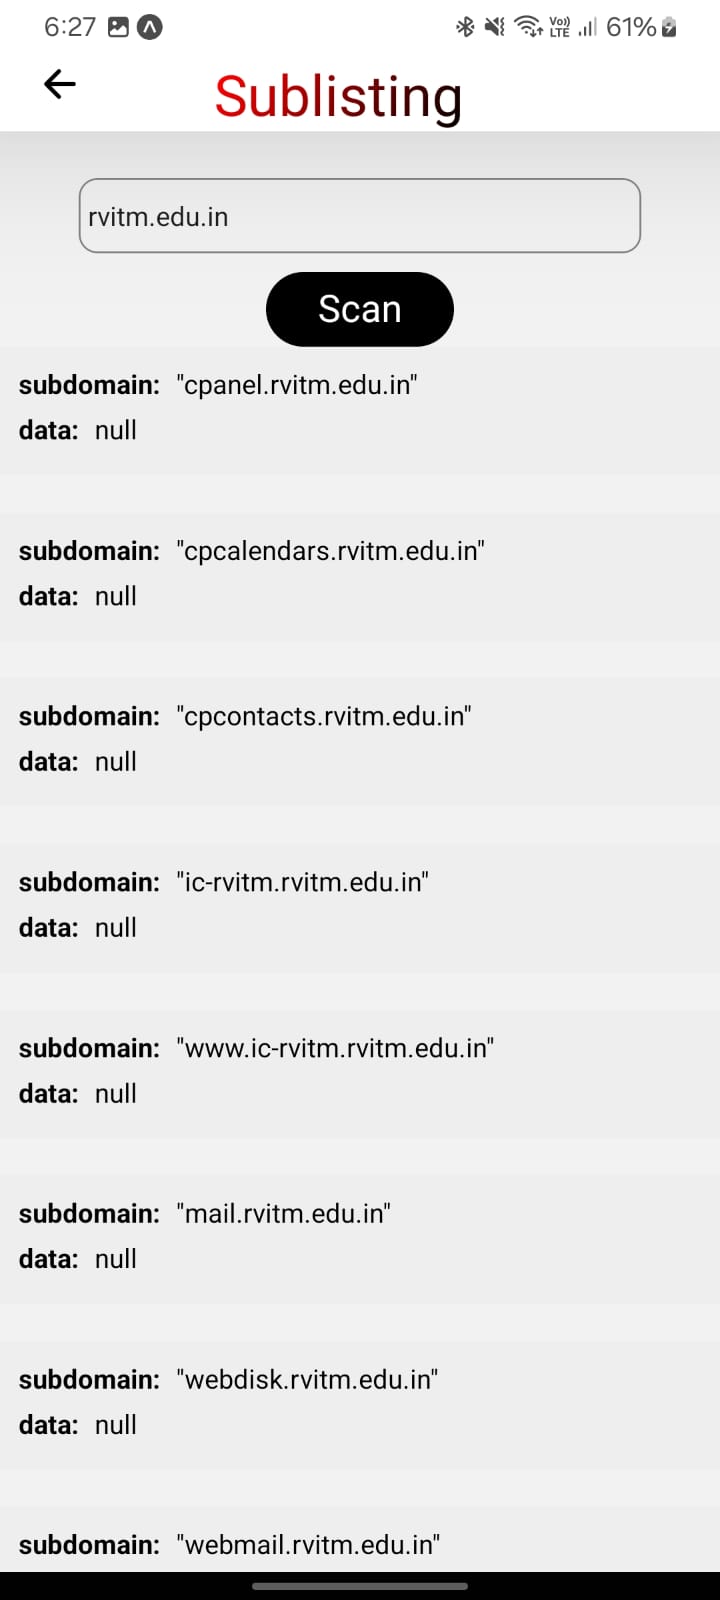 6:27 Vo)) LTE 61%
Sublisting
rvitm.edu.in
Scan
subdomain: "cpanel.rvitm.edu.in"
data: null
subdomain: "cpcalendars.rvitm.edu.in"
data: null
subdomain: "cpcontacts.rvitm.edu.in"
data: null
subdomain: "ic-rvitm.rvitm.edu.in"
data: null
subdomain: "www.ic-rvitm.rvitm.edu.in"
data: null
subdomain: "mail.rvitm.edu.in"
data: null
subdomain: "webdisk.rvitm.edu.in"
data: null
subdomain: "webmail.rvitm.edu.in"